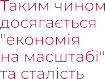 Таким чином
досягається
"економія
на масштабі"
та сталість